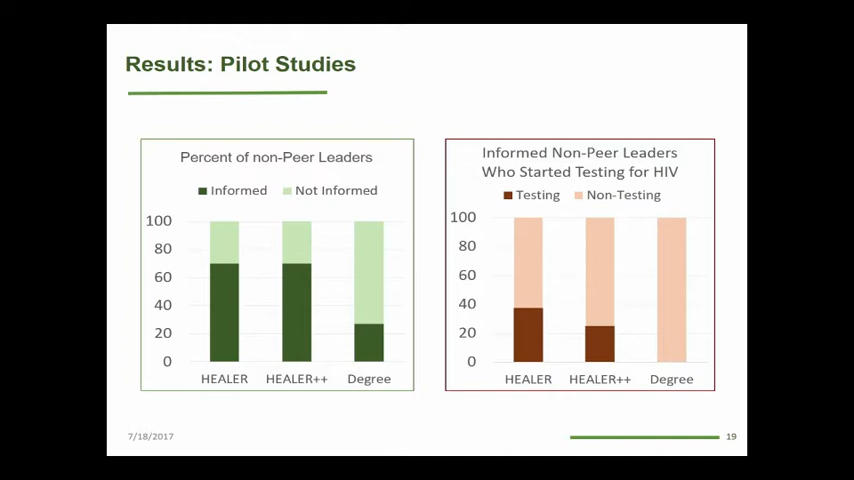 Results: Pilot Studies
Percent of non-Peer Leaders
Informed Not Informed
100
80
60
40
20
0
HEALER HEALER++ Degree
Informed Non-Peer Leaders
Who Started Testing for HIV
Testing Non-Testing
100
80
60
40
20
0
HEALER HEALER++ Degree
7/18/2017
19